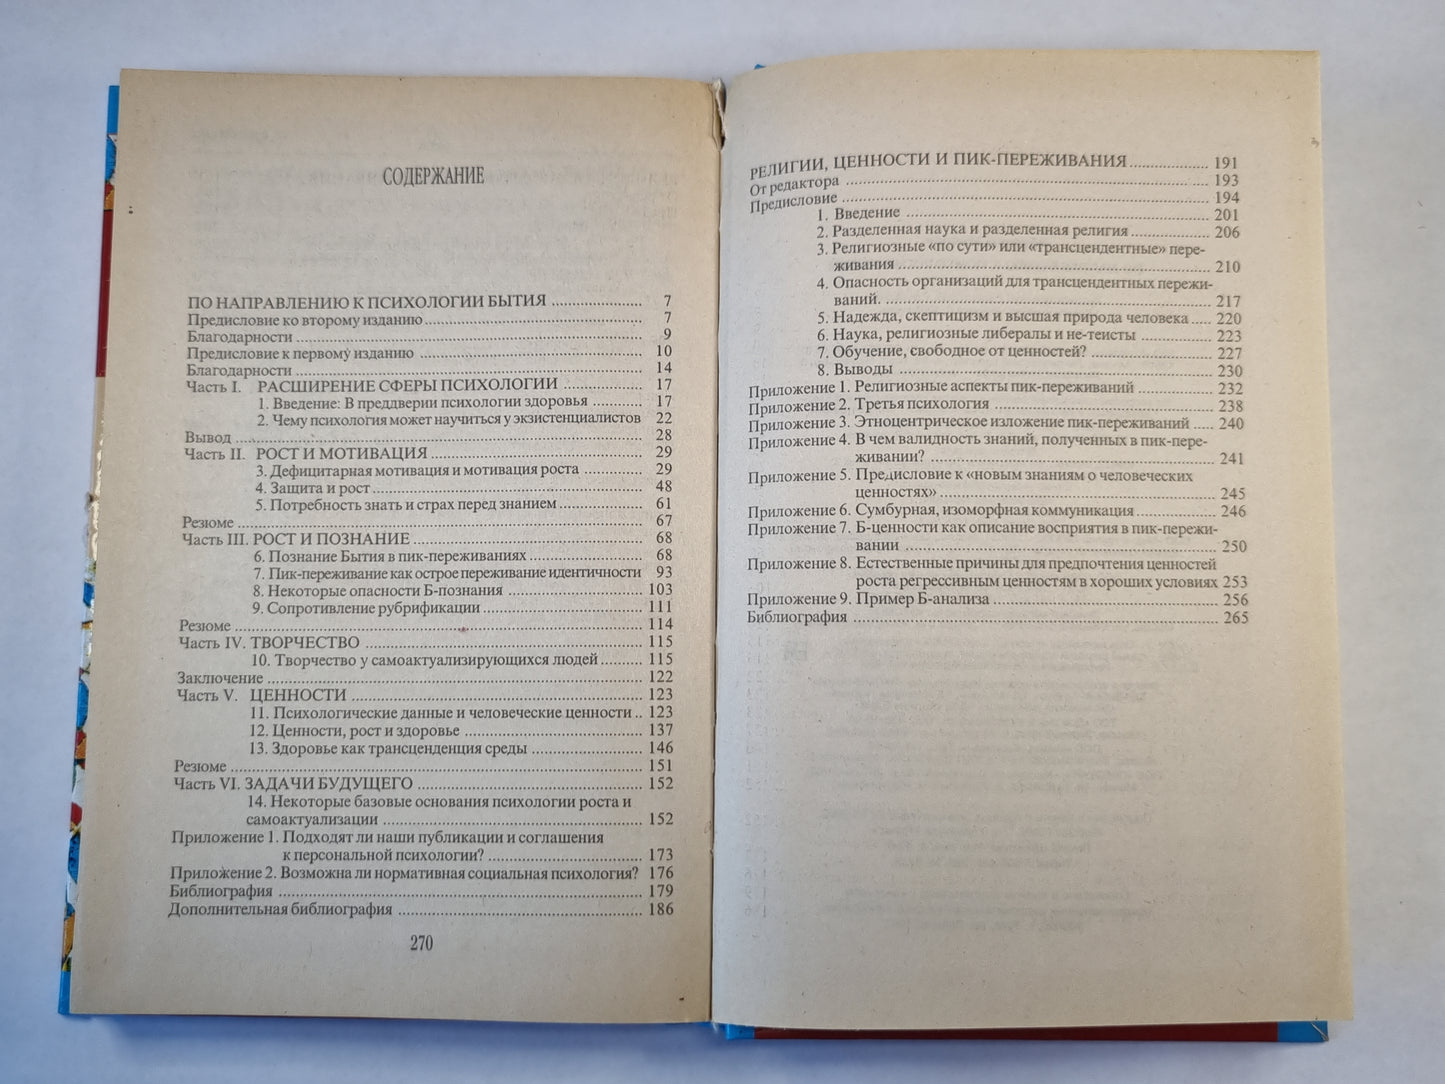 СОДЕРЖАНИЕ
ПО НАПРАВЛЕНИЮ К ПСИХОЛОГИИ БЫТИЯ ........ 7
Предисловие ко второму изданию ........ 7
Благодарности ........ 9
Предисловие к первому изданию ........ 10
Благодарности ........ 14
Часть I. РАСШИРЕНИЕ СФЕРЫ ПСИХОЛОГИИ ........ 17
1. Введение: В преддверии психологии здоровья ........ 17
2. Чему психология может научиться у экзистенциалистов 22
Вывод ........ 28
Часть II. РОСТ И МОТИВАЦИЯ ........ 29
3. Дефицитарная мотивация и мотивация роста ........ 29
4. Защита и рост ........ 48
5. Потребность знать и страх перед знанием ........ 61
Резюме ........ 67
Часть III. РОСТ И ПОЗНАНИЕ ........ 68
6. Познание Бытия в пик-переживаниях ........ 68
7. Пик-переживание как острое переживание идентичности 93
8. Некоторые опасности Б-познания ........ 103
9. Сопротивление рубрификации ........ 111
Резюме ........ 114
Часть IV. ТВОРЧЕСТВО ........ 115
10. Творчество у самоактуализирующихся людей ........ 115
Заключение ........ 122
Часть V. ЦЕННОСТИ ........ 123
11. Психологические данные и человеческие ценности .. 123
12. Ценности, рост и здоровье ........ 137
13. Здоровье как трансценденция среды ........ 146
Резюме ........ 151
Часть VI. ЗАДАЧИ БУДУЩЕГО ........ 152
14. Некоторые базовые основания психологии роста и
самоактуализации ........ 152
Приложение 1. Подходят ли наши публикации и соглашения
к персональной психологии? ........ 173
Приложение 2. Возможна ли нормативная социальная психология? 176
Библиография ........ 179
Дополнительная библиография ........ 186
270
РЕЛИГИИ, ЦЕННОСТИ И ПИК-ПЕРЕЖИВАНИЯ ........ 191
От редактора ........ 193
Предисловие ........ 194
1. Введение ........ 201
2. Разделенная наука и разделенная религия ........ 206
3. Религиозные «по сути» или «трансцендентные» пере-
живания ........ 210
4. Опасность организаций для трансцендентных пережи-
ваний. ........ 217
5. Надежда, скептицизм и высшая природа человека ..... 220
6. Наука, религиозные либералы и не-теисты ........ 223
7. Обучение, свободное от ценностей? ........ 227
8. Выводы ........ 230
Приложение 1. Религиозные аспекты пик-переживаний ........ 232
Приложение 2. Третья психология ........ 238
Приложение 3. Этноцентрическое изложение пик-переживаний ..... 240
Приложение 4. В чем валидность знаний, полученных в пик-пере-
живании? ........ 241
Приложение 5. Предисловие к «новым знаниям о человеческих
ценностях» ........ 245
Приложение 6. Сумбурная, изоморфная коммуникация ........ 246
Приложение 7. Б-ценности как описание восприятия в пик-пережи-
вании ........ 250
Приложение 8. Естественные причины для предпочтения ценностей
роста регрессивным ценностям в хороших условиях 253
Приложение 9. Пример Б-анализа ........ 256
Библиография ........ 265